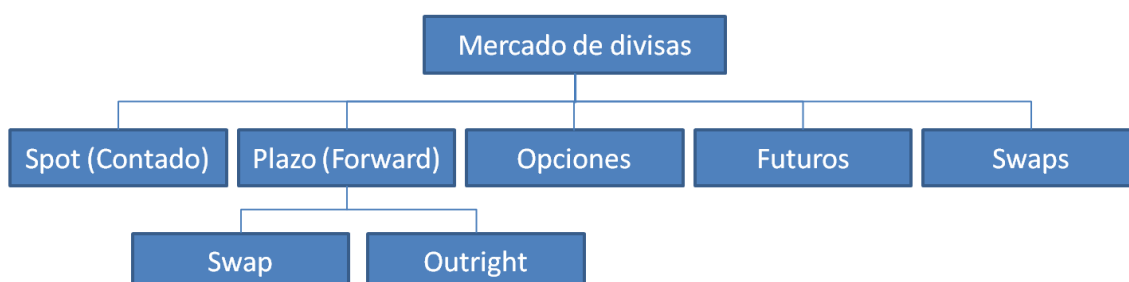 Mercado de divisas
Spot (Contado)
Plazo (Forward)
Opciones
Futuros
Swaps
Swap
Outright